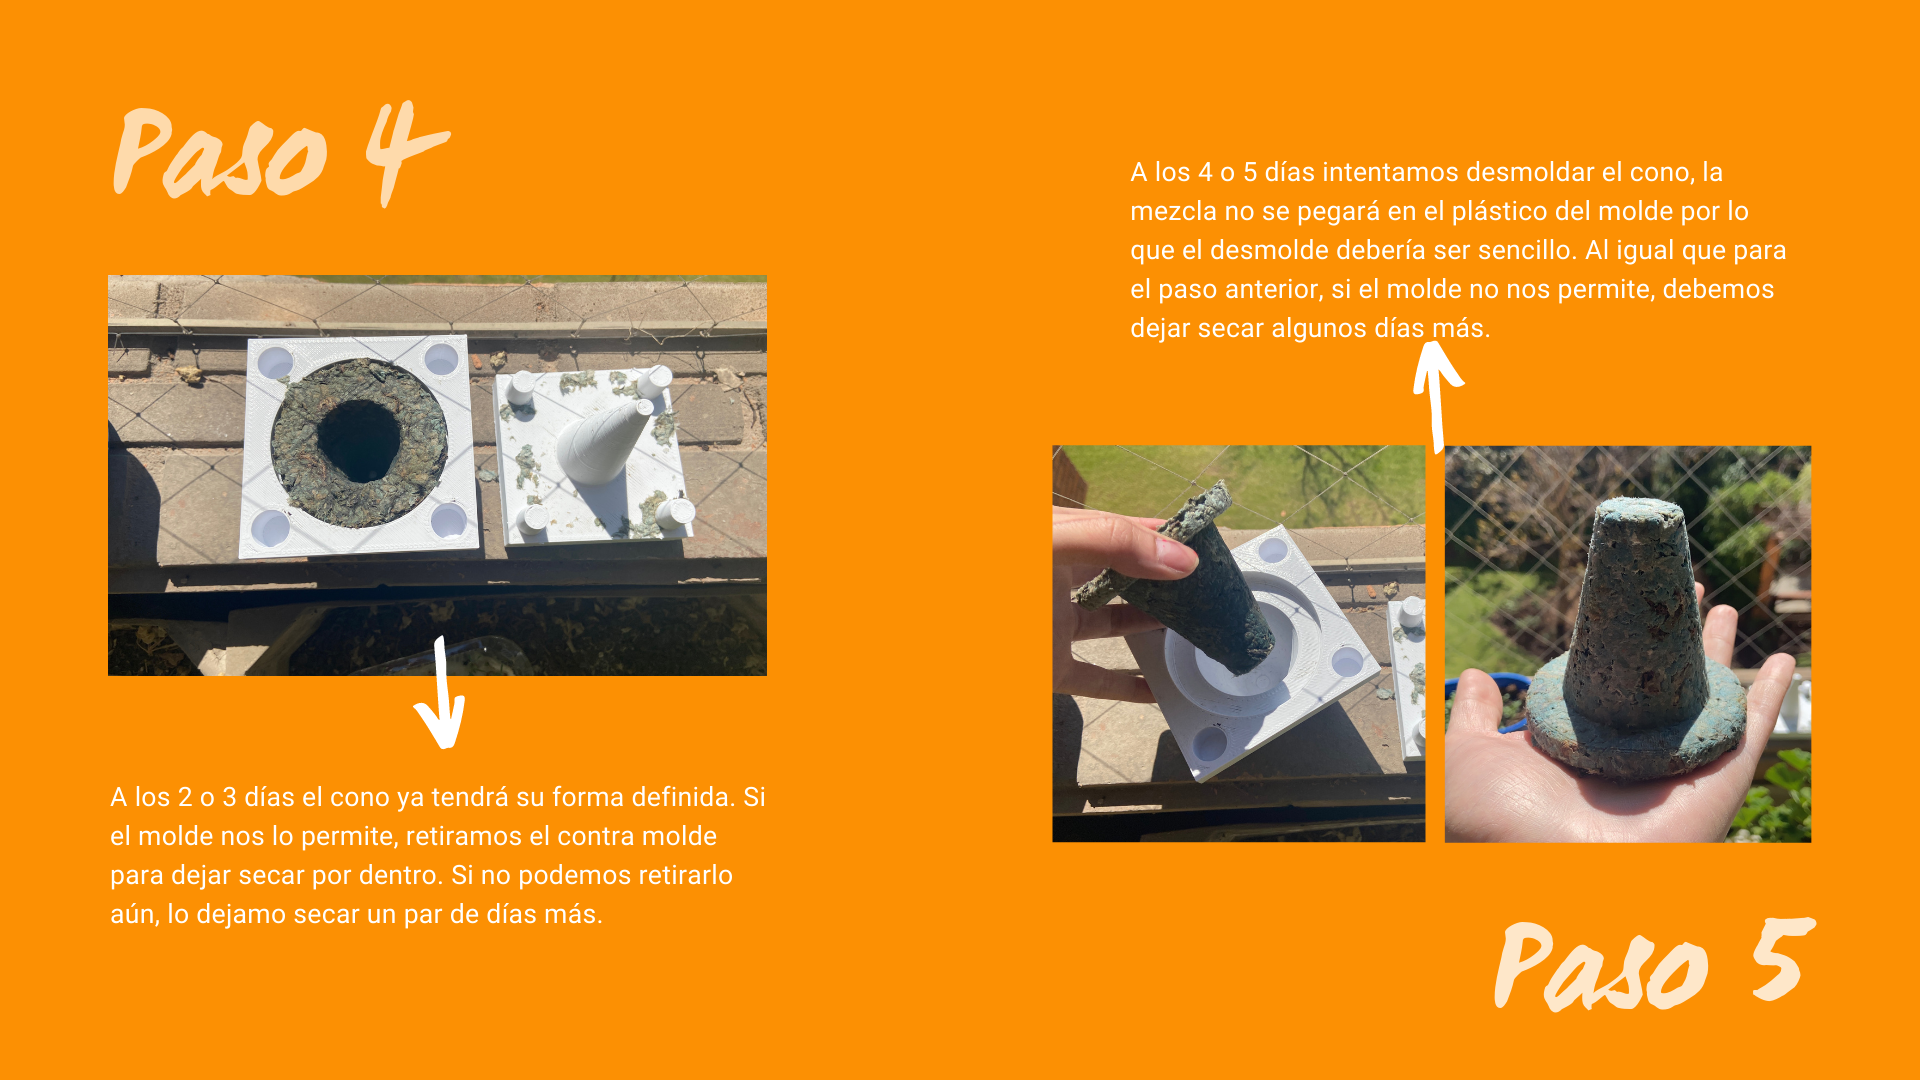 Paso 4
A los 2 o 3 días el cono ya tendrá su forma definida. Si
el molde nos lo permite, retiramos el contra molde
para dejar secar por dentro. Si no podemos retirarlo
aún, lo dejamo secar un par de días más.
A los 4 o 5 días intentamos desmoldar el cono, la
mezcla no se pegará en el plástico del molde por lo
que el desmolde debería ser sencillo. Al igual que para
el paso anterior, si el molde no nos permite, debemos
dejar secar algunos días más.
Paso 5